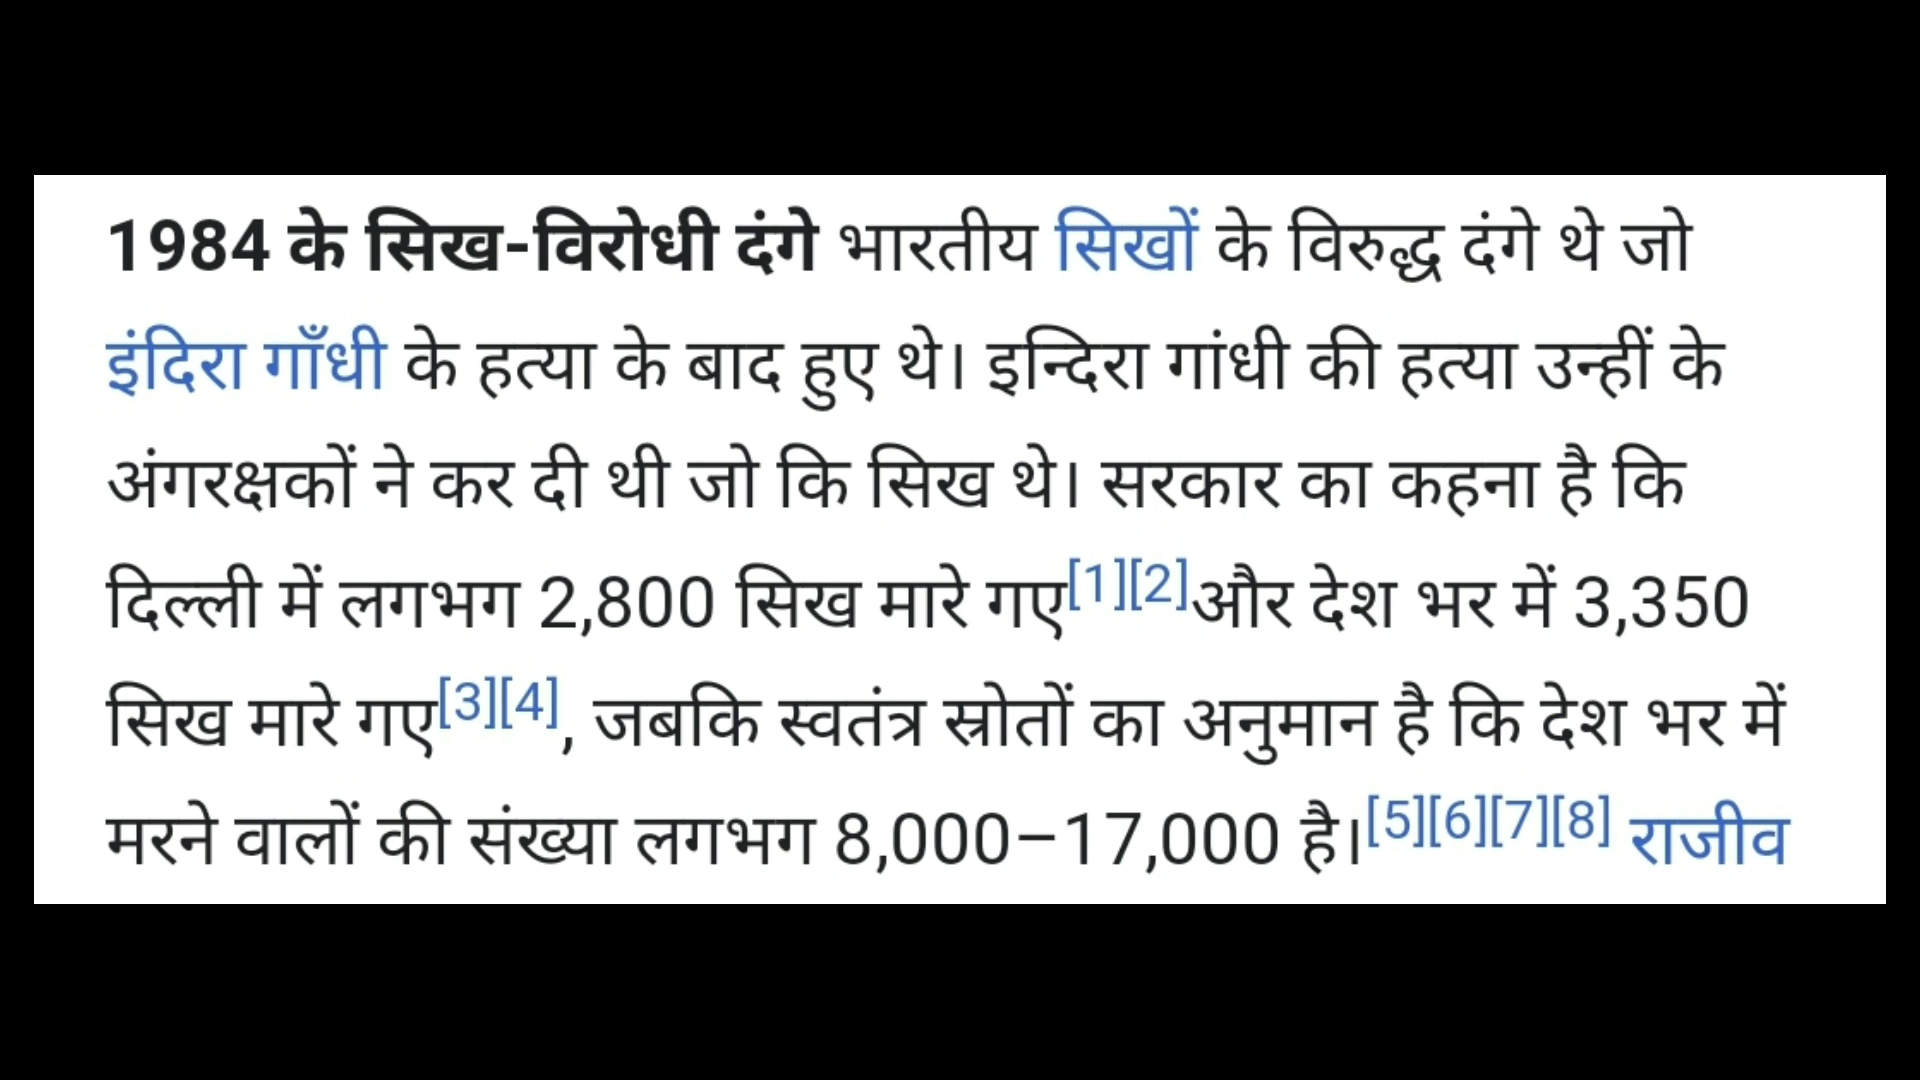 1984 के सिख-विरोधी दंगे भारतीय सिखों के विरुद्ध दंगे थे जो
इंदिरा गाँधी के हत्या के बाद हुए थे। इन्दिरा गांधी की हत्या उन्हीं के
अंगरक्षकों ने कर दी थी जो कि सिख थे। सरकार का कहना है कि
दिल्ली में लगभग 2,800 सिख मारे गए[1][2]और देश भर में 3,350
सिख मारे गए[3][4], जबकि स्वतंत्र स्रोतों का अनुमान है कि देश भर में
मरने वालों की संख्या लगभग 8,000–17,000 है।[5][6][7][8] राजीव